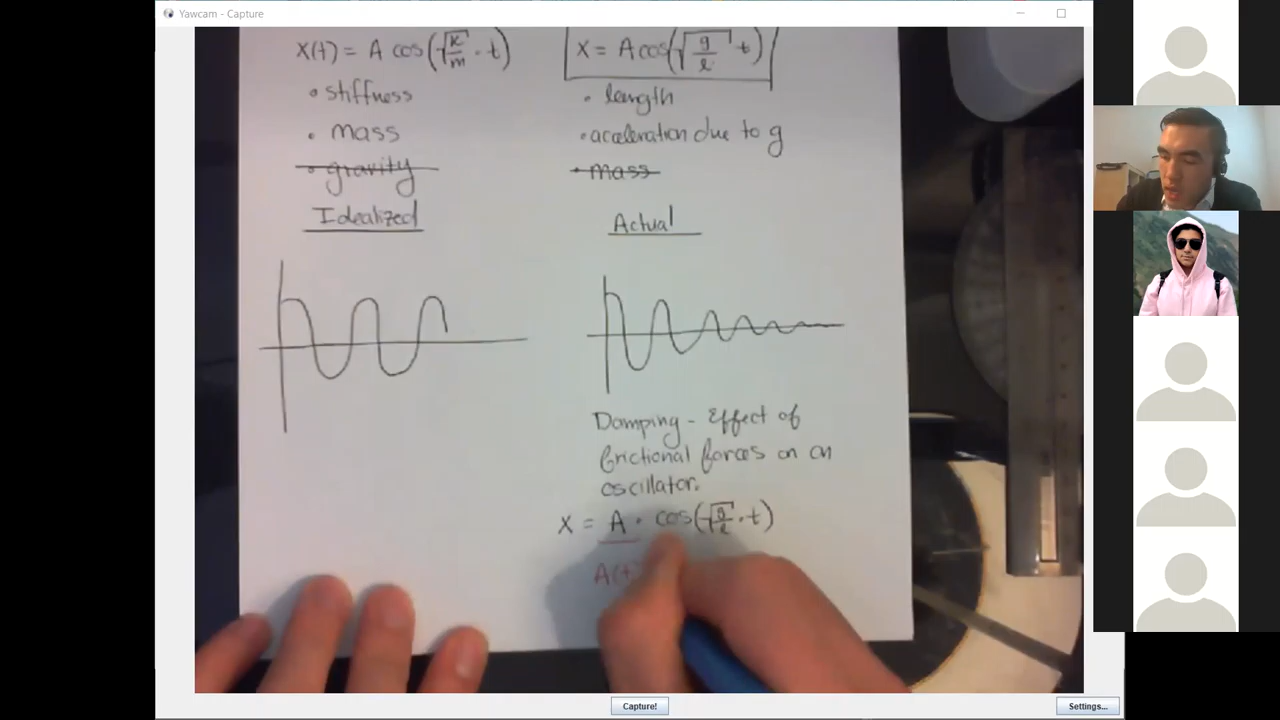 Yawcam - Capture
X(t) = A cos(√k/m · t)
• stiffness
• mass
• gravity
Idealized
X = A cos(√g/l t)
• length
• acceleration due to g
• mass
Actual
Damping - Effect of
frictional forces on an
oscillator.
X = A · cos(√g/l · t)
A(t)
Capture!
Settings...